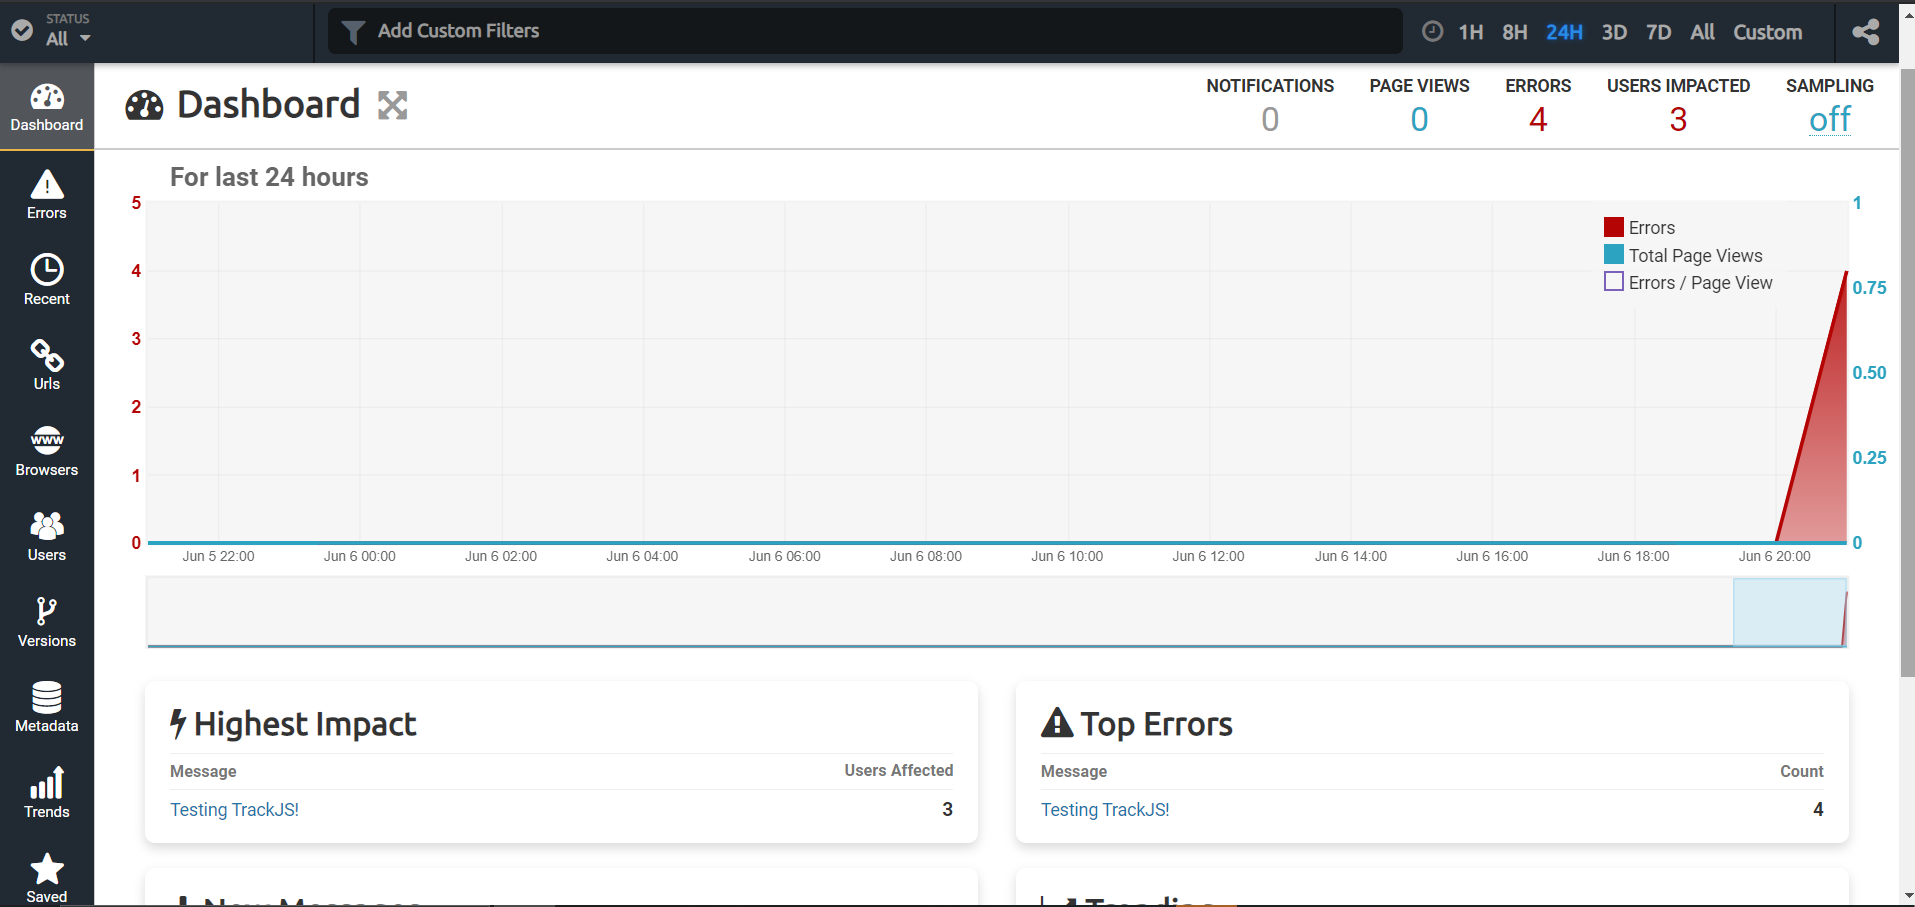 STATUS
All
Add Custom Filters
1H 8H 24H 3D 7D All Custom
Dashboard
Errors
Recent
Urls
www
Browsers
Users
Versions
Metadata
Trends
Saved
Dashboard
NOTIFICATIONS
0
PAGE VIEWS
0
ERRORS
4
USERS IMPACTED
3
SAMPLING
off
For last 24 hours
5
4
3
2
1
0
Errors
Total Page Views
Errors / Page View
1
0.75
0.50
0.25
0
Jun 5 22:00 Jun 6 00:00 Jun 6 02:00 Jun 6 04:00 Jun 6 06:00 Jun 6 08:00 Jun 6 10:00 Jun 6 12:00 Jun 6 14:00 Jun 6 16:00 Jun 6 18:00 Jun 6 20:00
Highest Impact
Message Users Affected
Testing TrackJS! 3
Top Errors
Message Count
Testing TrackJS! 4
New Messages
Trending